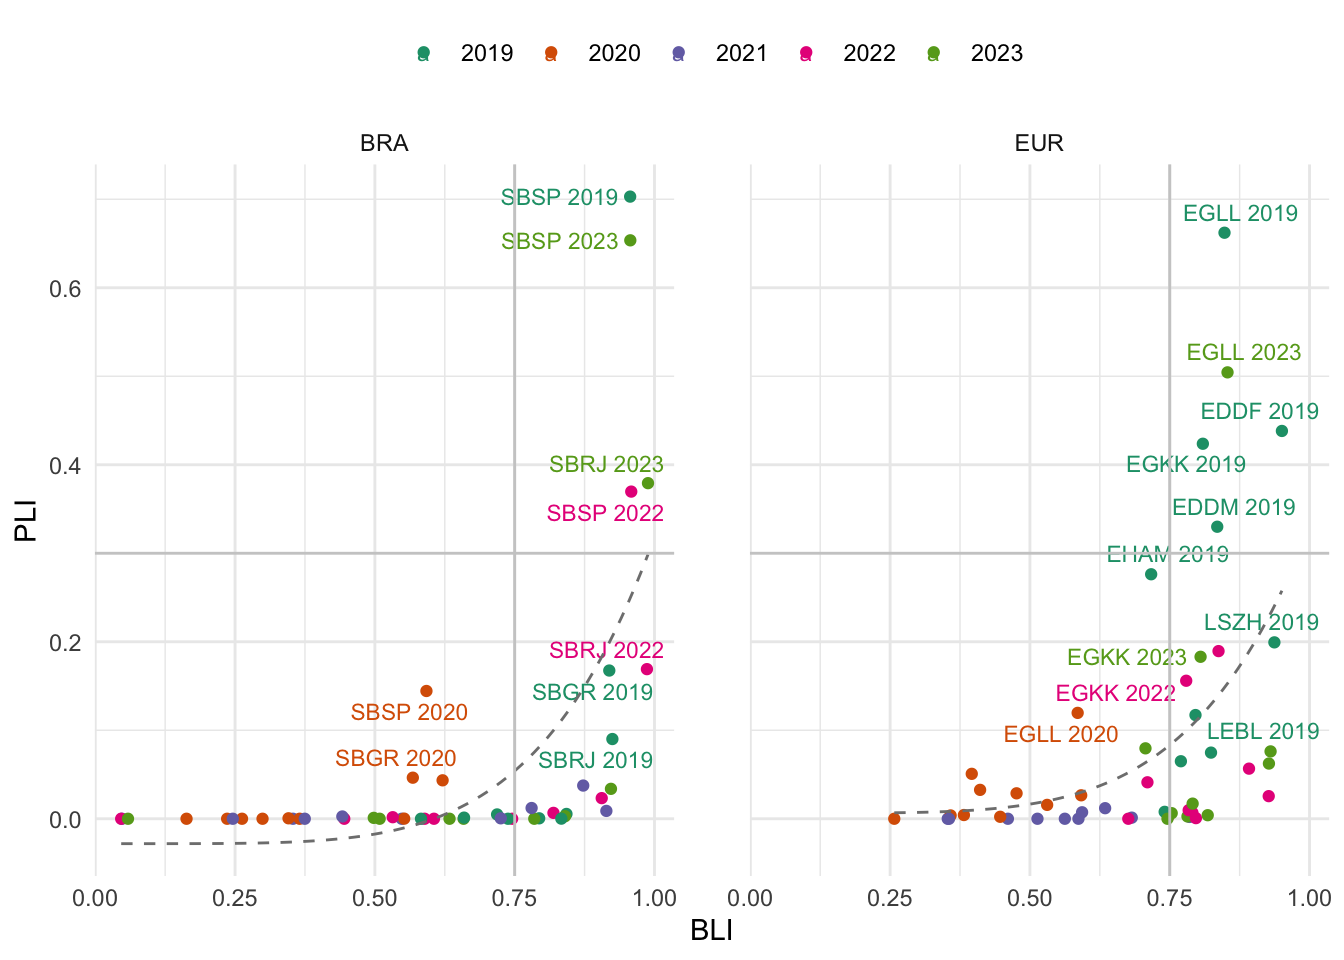 2019 2020 2021 2022 2023
BRA EUR
SBSP 2019
EGLL 2019
SBSP 2023
0.6
EGLL 2023
EDDF 2019
SBRJ 2023
0.4
EGKK 2019
SBSP 2022
EDDM 2019
PLI
EHAM 2019
LSZH 2019
0.2
SBRJ 2022
EGKK 2023
SBGR 2019
EGKK 2022
SBSP 2020
EGLL 2020
LEBL 2019
SBGR 2020
SBRJ 2019
0.0
0.00 0.25 0.50 0.75 1.00 0.00 0.25 0.50 0.75 1.00
BLI